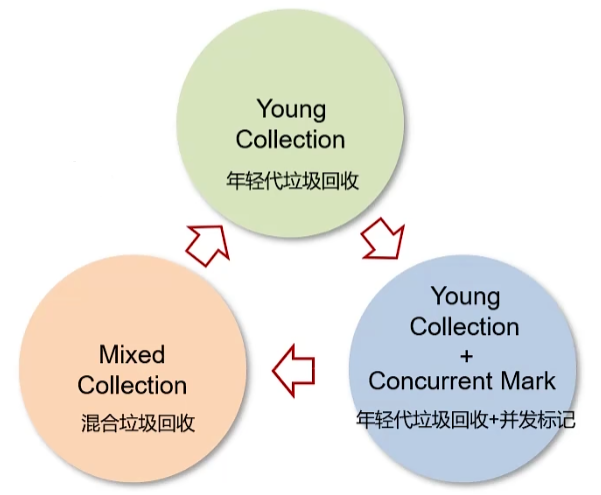 Young
Collection
年轻代垃圾回收
Young
Collection
+
Concurrent Mark
年轻代垃圾回收+并发标记
Mixed
Collection
混合垃圾回收